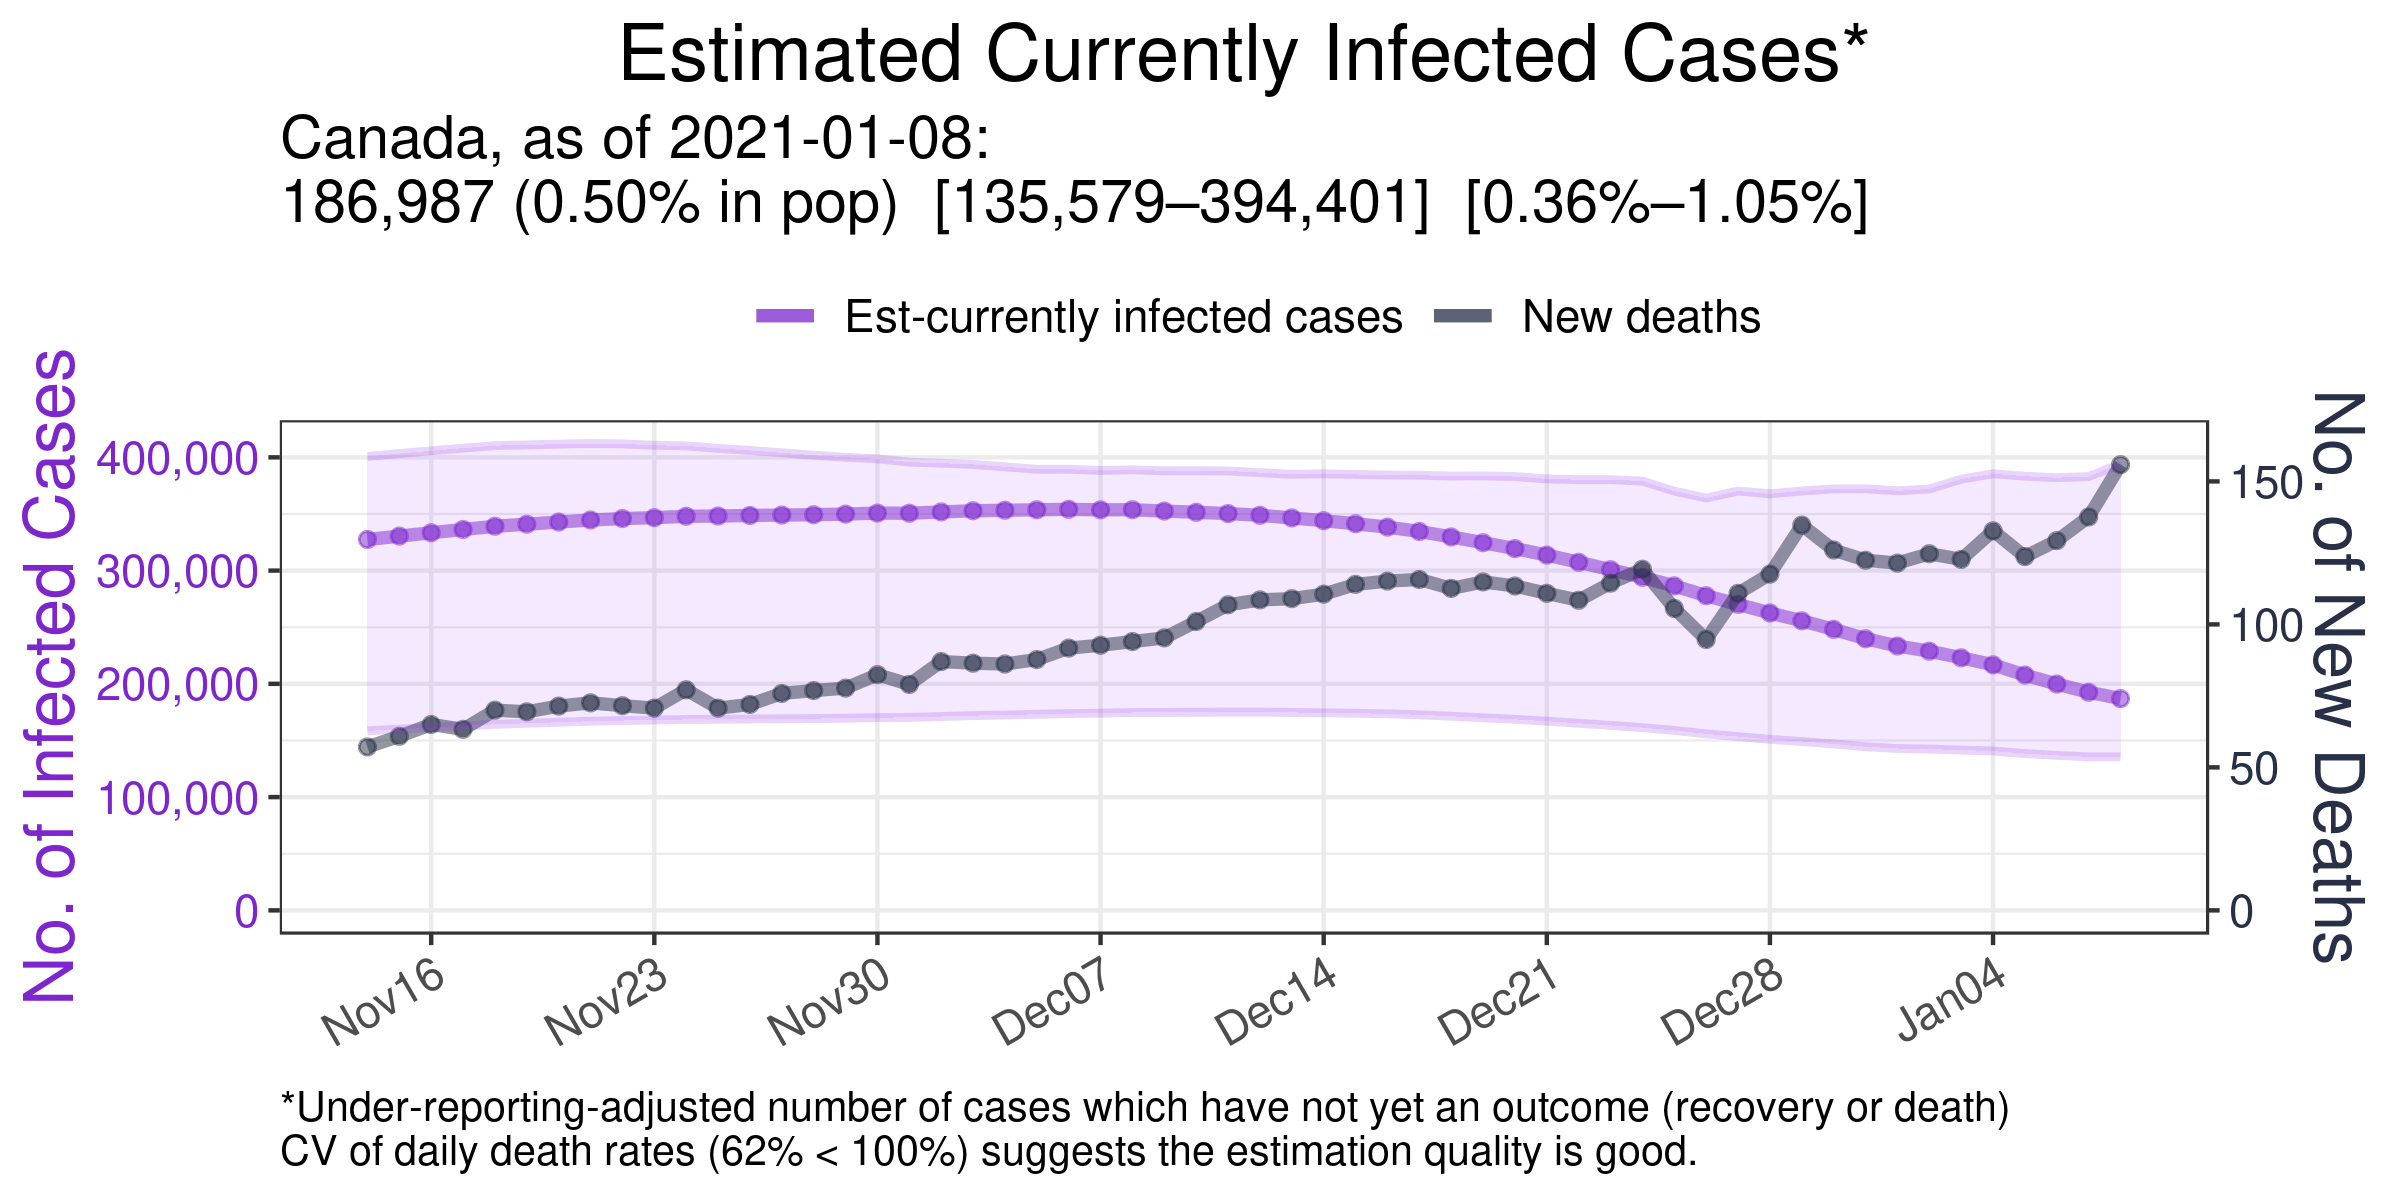 Estimated Currently Infected Cases*
Canada, as of 2021-01-08:
186,987 (0.50% in pop)  [135,579–394,401]  [0.36%–1.05%]
Est-currently infected cases
New deaths
No. of Infected Cases
400,000
300,000
200,000
100,000
0
150
100
50
0
No. of New Deaths
Nov16
Nov23
Nov30
Dec07
Dec14
Dec21
Dec28
Jan04
*Under-reporting-adjusted number of cases which have not yet an outcome (recovery or death)
CV of daily death rates (62% < 100%) suggests the estimation quality is good.